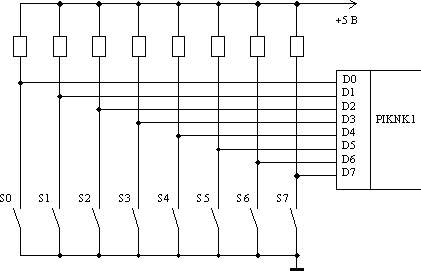 +5 В
D0
D1
D2
D3
D4
D5
D6
D7
PIKNK1
S0 S1 S2 S3 S4 S5 S6 S7